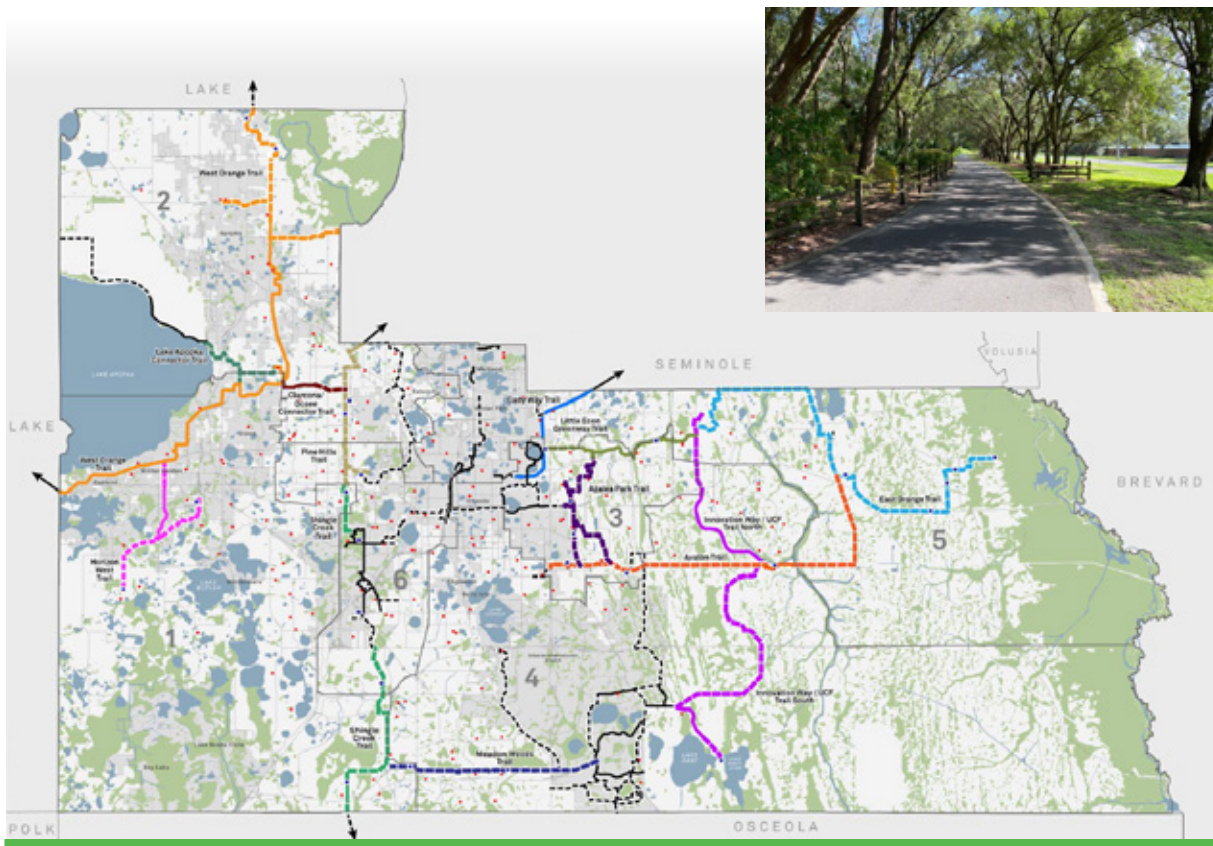 LAKE
West Orange
Trail
2
Lake Apopka
Connector Trail
LAKE APOPKA
Clarcona
Ocoee
Connector Trail
SEMINOLE
VOLUSIA
Cady Way Trail
Little Econ
Greenway Trail
LAKE
West Orange
Trail
Pine Hills
Trail
Azalea Park Trail
3
East Orange Trail
BREVARD
5
Shingle
Creek
Trail
Innovation Way / UCF
Trail North
Avalon Trail
Horizon
West
Trail
6
1
4
Innovation Way / UCF
Trail South
Shingle
Creek
Trail
Meadow Woods
Trail
POLK
OSCEOLA